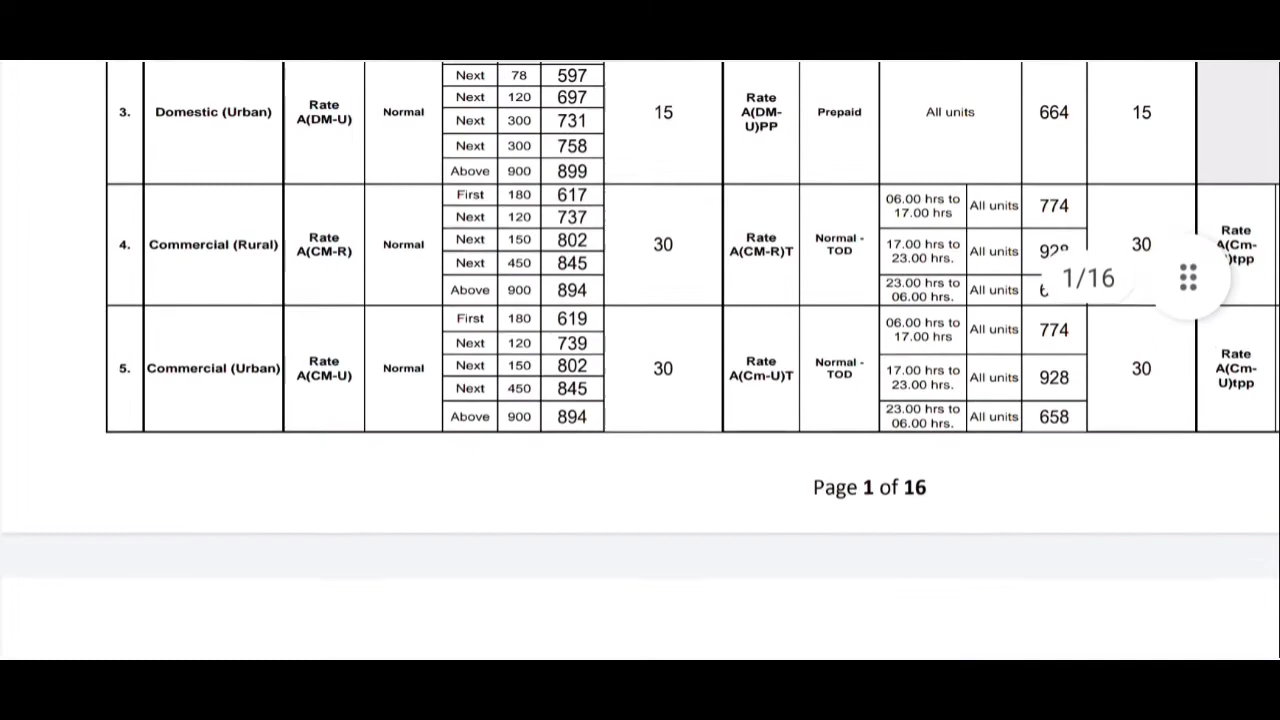 Next 78 597
Next 120 697
3. Domestic (Urban) Rate A(DM-U) Normal Next 300 731 15 Rate A(DM-U)PP Prepaid All units 664 15
Next 300 758
Above 900 899
First 180 617 06.00 hrs to 17.00 hrs All units 774
Next 120 737
4. Commercial (Rural) Rate A(CM-R) Normal Next 150 802 30 Rate A(CM-R)T Normal - TOD 17.00 hrs to 23.00 hrs. All units 30 Rate
Next 450 845
Above 900 894 23.00 hrs to 06.00 hrs. All units
1/16
First 180 619 06.00 hrs to 17.00 hrs All units 774
Next 120 739
5. Commercial (Urban) Rate A(CM-U) Normal Next 150 802 30 Rate A(Cm-U)T Normal - TOD 17.00 hrs to 23.00 hrs. All units 928 30 Rate A(Cm-U)tpp
Next 450 845
Above 900 894 23.00 hrs to 06.00 hrs. All units 658
Page 1 of 16